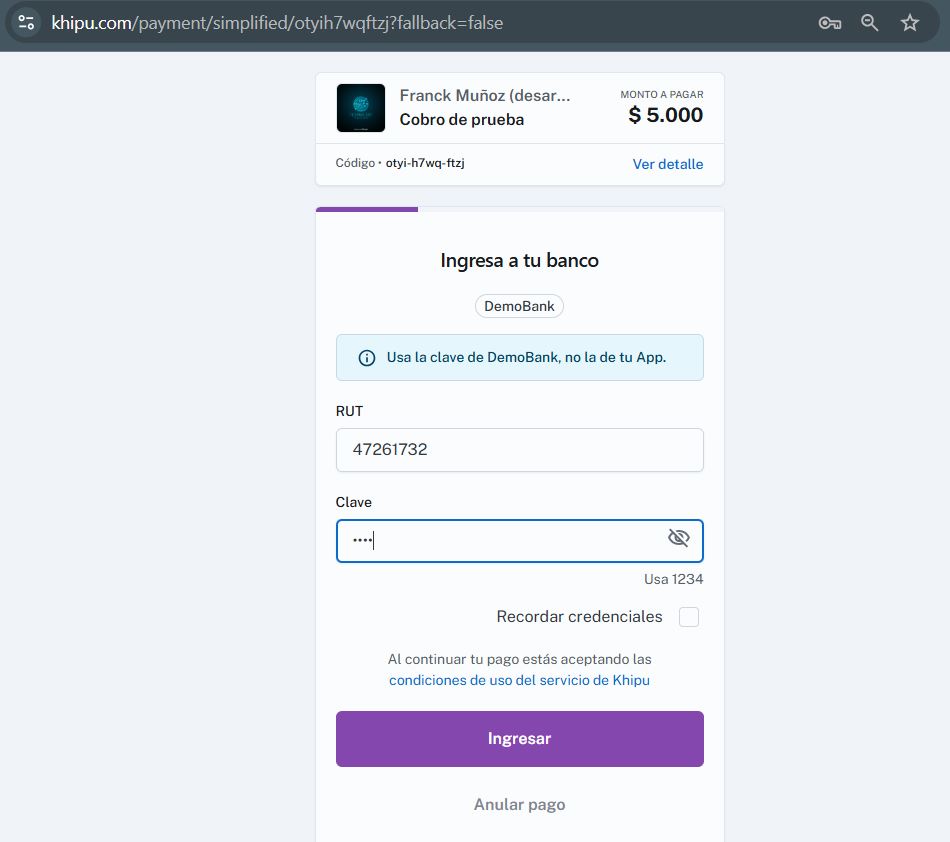 khipu.com/payment/simplified/otyih7wqftzj?fallback=false
Franck Muñoz (desar...
Cobro de prueba
MONTO A PAGAR
$ 5.000
Código • otyi-h7wq-ftzj
Ver detalle
Ingresa a tu banco
DemoBank
Usa la clave de DemoBank, no la de tu App.
RUT
47261732
Clave
••••
Usa 1234
Recordar credenciales
Al continuar tu pago estás aceptando las
condiciones de uso del servicio de Khipu
Ingresar
Anular pago